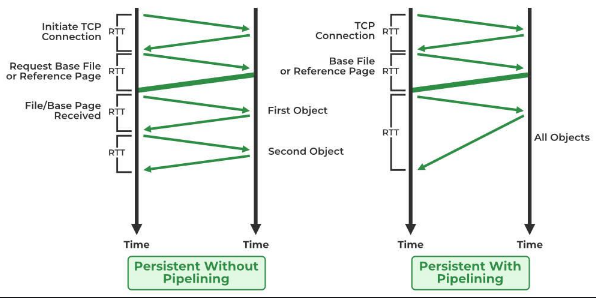 Initiate TCP
Connection
RTT
Request Base File
or Reference Page
RTT
File/Base Page
Received
RTT
First Object
RTT
Second Object
Time
Time
Persistent Without
Pipelining
TCP
Connection
RTT
Base File
or Reference Page
RTT
RTT
All Objects
Time
Time
Persistent With
Pipelining